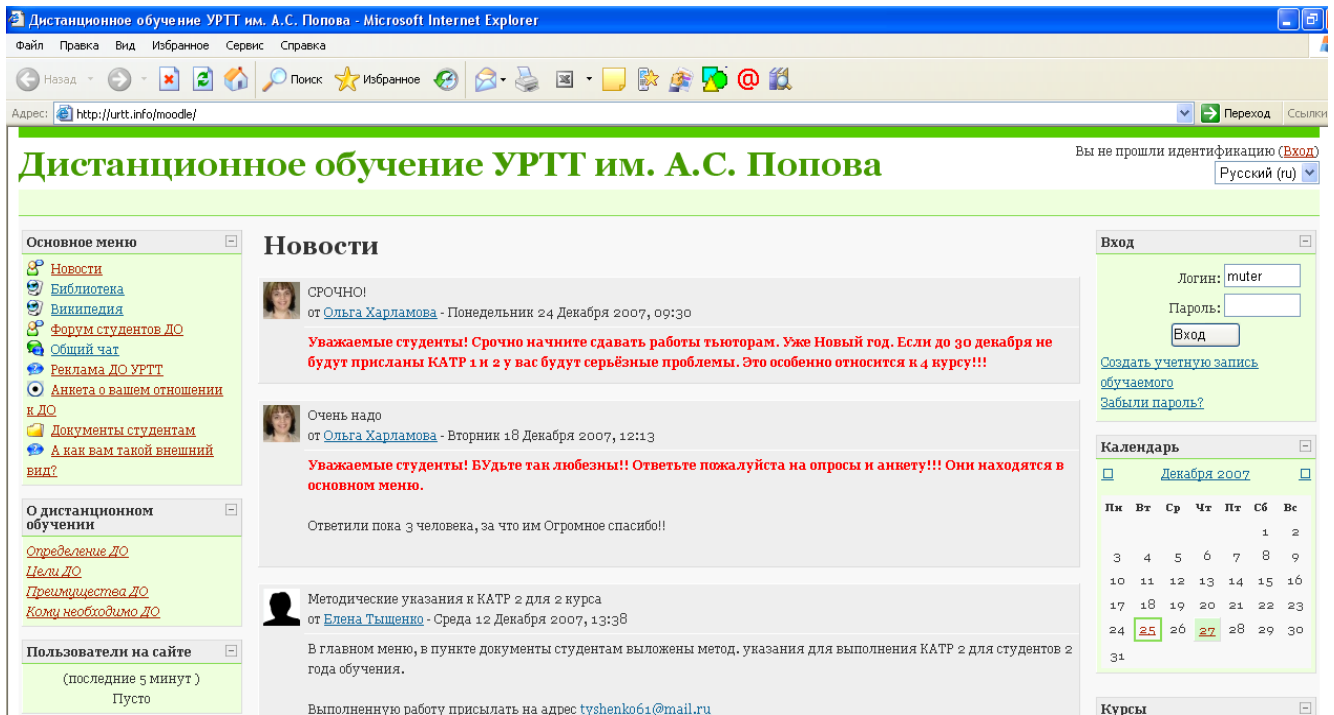 Дистанционное обучение УРТТ им. А.С. Попова - Microsoft Internet Explorer
Файл Правка Вид Избранное Сервис Справка
Назад Поиск Избранное
Адрес: http://urtt.info/moodle/ Переход Ссылки
Дистанционное обучение УРТТ им. А.С. Попова
Вы не прошли идентификацию (Вход)
Русский (ru)
Основное меню
Новости
Библиотека
Википедия
Форум студентов ДО
Общий чат
Реклама ДО УРТТ
Анкета о вашем отношении
к ДО
Документы студентам
А как вам такой внешний
вид?
О дистанционном
обучении
Определение ДО
Цели ДО
Преимущества ДО
Кому необходимо ДО
Пользователи на сайте
(последние 5 минут )
Пусто
Новости
СРОЧНО!
от Ольга Харламова - Понедельник 24 Декабря 2007, 09:30
Уважаемые студенты! Срочно начните сдавать работы тьюторам. Уже Новый год. Если до 30 декабря не
будут присланы КАТР 1 и 2 у вас будут серьёзные проблемы. Это особенно относится к 4 курсу!!!
Очень надо
от Ольга Харламова - Вторник 18 Декабря 2007, 12:13
Уважаемые студенты! БУдьте так любезны!! Ответьте пожалуйста на опросы и анкету!!! Они находятся в
основном меню.
Ответили пока 3 человека, за что им Огромное спасибо!!
Методические указания к КАТР 2 для 2 курса
от Елена Тыщенко - Среда 12 Декабря 2007, 13:38
В главном меню, в пункте документы студентам выложены метод. указания для выполнения КАТР 2 для студентов 2
года обучения.
Выполненную работу присылать на адрес tyshenko61@mail.ru
Вход
Логин: muter
Пароль:
Вход
Создать учетную запись
обучаемого
Забыли пароль?
Календарь
Декабря 2007
Пн Вт Ср Чт Пт Сб Вс
1 2
3 4 5 6 7 8 9
10 11 12 13 14 15 16
17 18 19 20 21 22 23
24 25 26 27 28 29 30
31
Курсы